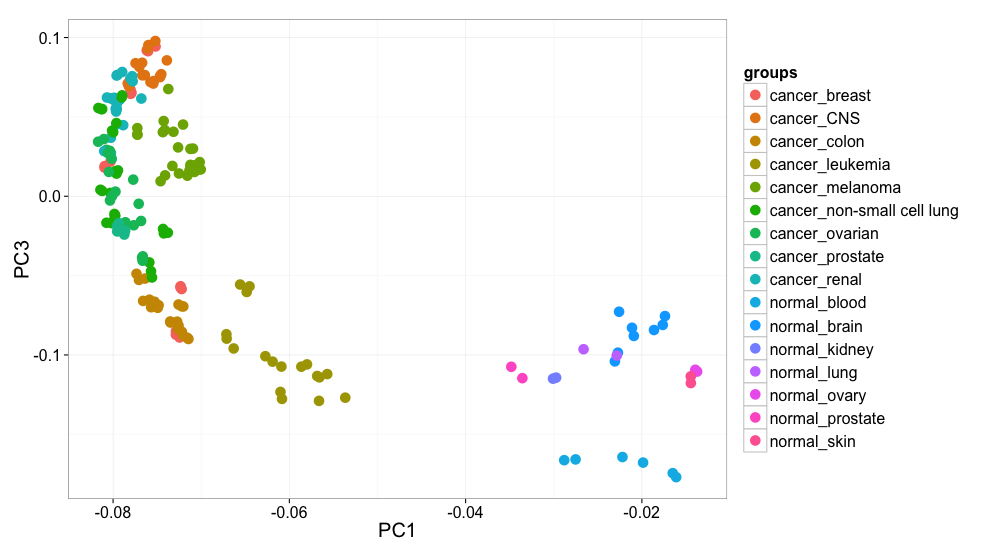 0.1
0.0
-0.1
PC3
-0.08
-0.06
-0.04
-0.02
PC1
groups
cancer_breast
cancer_CNS
cancer_colon
cancer_leukemia
cancer_melanoma
cancer_non-small cell lung
cancer_ovarian
cancer_prostate
cancer_renal
normal_blood
normal_brain
normal_kidney
normal_lung
normal_ovary
normal_prostate
normal_skin